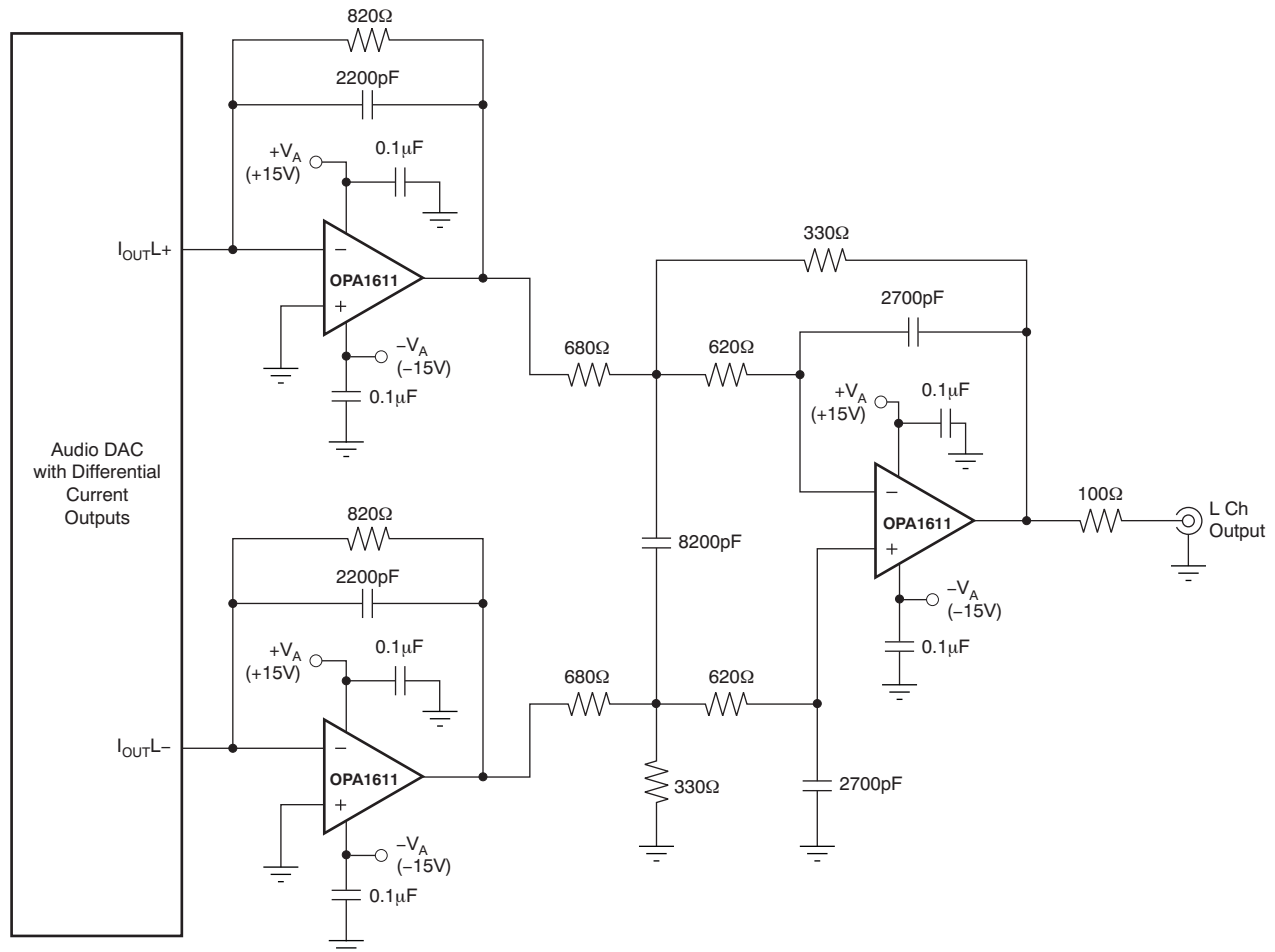 820Ω
2200pF
+VA
(+15V)
0.1µF
IOUTL+
−
OPA1611
+
−VA
(−15V)
0.1µF
330Ω
2700pF
680Ω
620Ω
+VA
(+15V)
0.1µF
Audio DAC
with Differential
Current
Outputs
−
OPA1611
+
100Ω
L Ch
Output
8200pF
−VA
(−15V)
0.1µF
820Ω
2200pF
+VA
(+15V)
0.1µF
680Ω
620Ω
IOUTL−
−
OPA1611
+
330Ω
2700pF
−VA
(−15V)
0.1µF